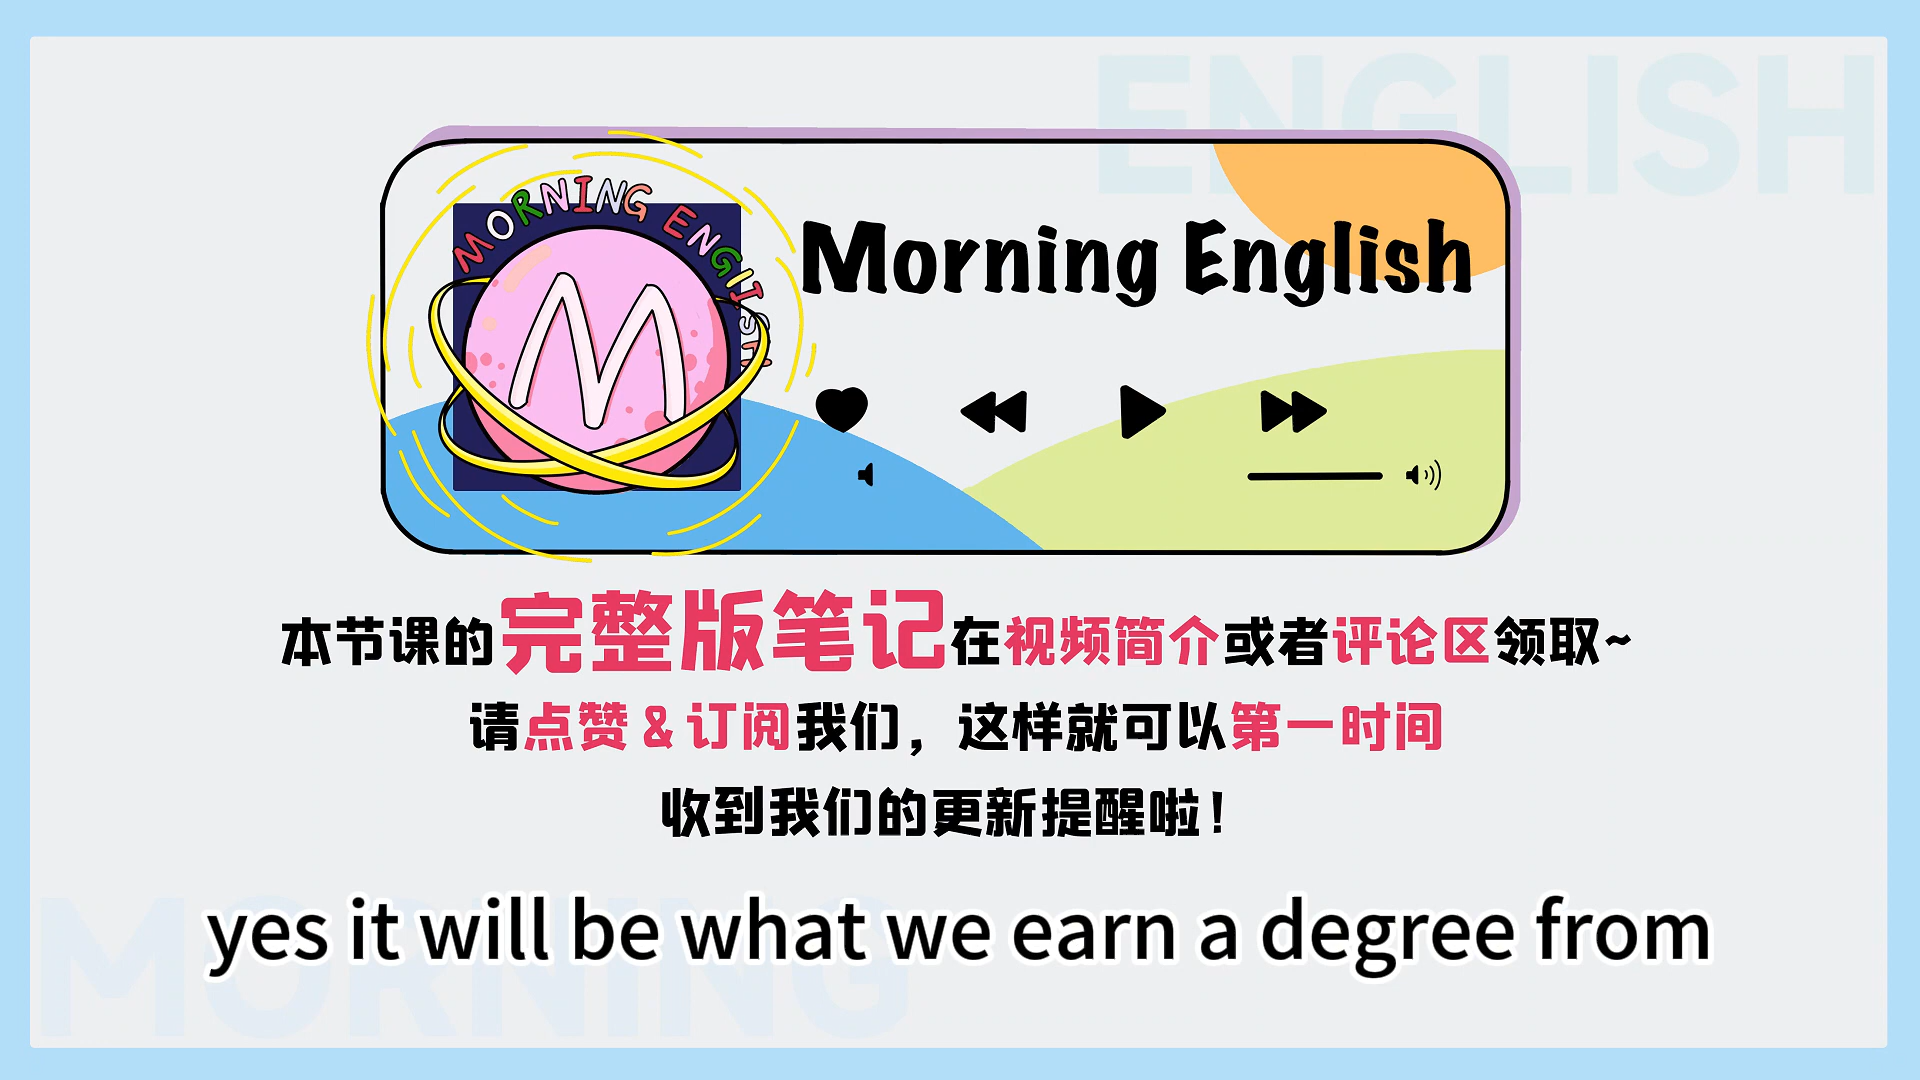 ENGLISH
MORNING ENGLISH
M
Morning English
本节课的完整版笔记在视频简介或者评论区领取~
请点赞&订阅我们，这样就可以第一时间
收到我们的更新提醒啦！
yes it will be what we earn a degree from
MORNING